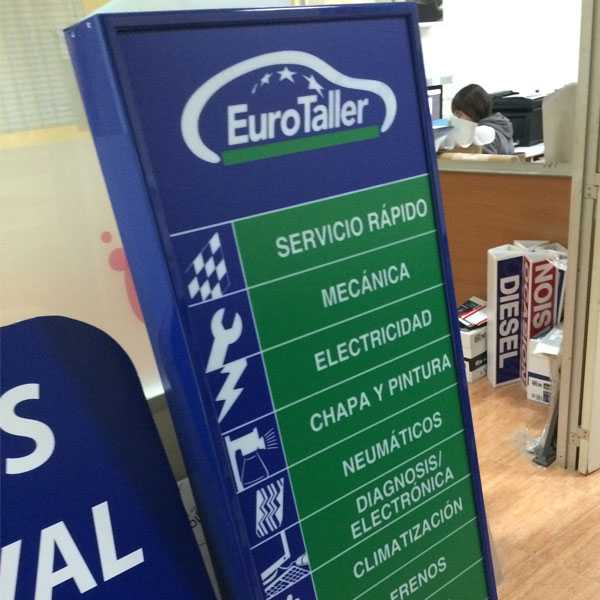 EuroTaller
SERVICIO RÁPIDO
MECÁNICA
ELECTRICIDAD
CHAPA Y PINTURA
NEUMÁTICOS
DIAGNOSIS/
ELECTRÓNICA
CLIMATIZACIÓN
FRENOS
S
VAL
DIESEL
NOIS